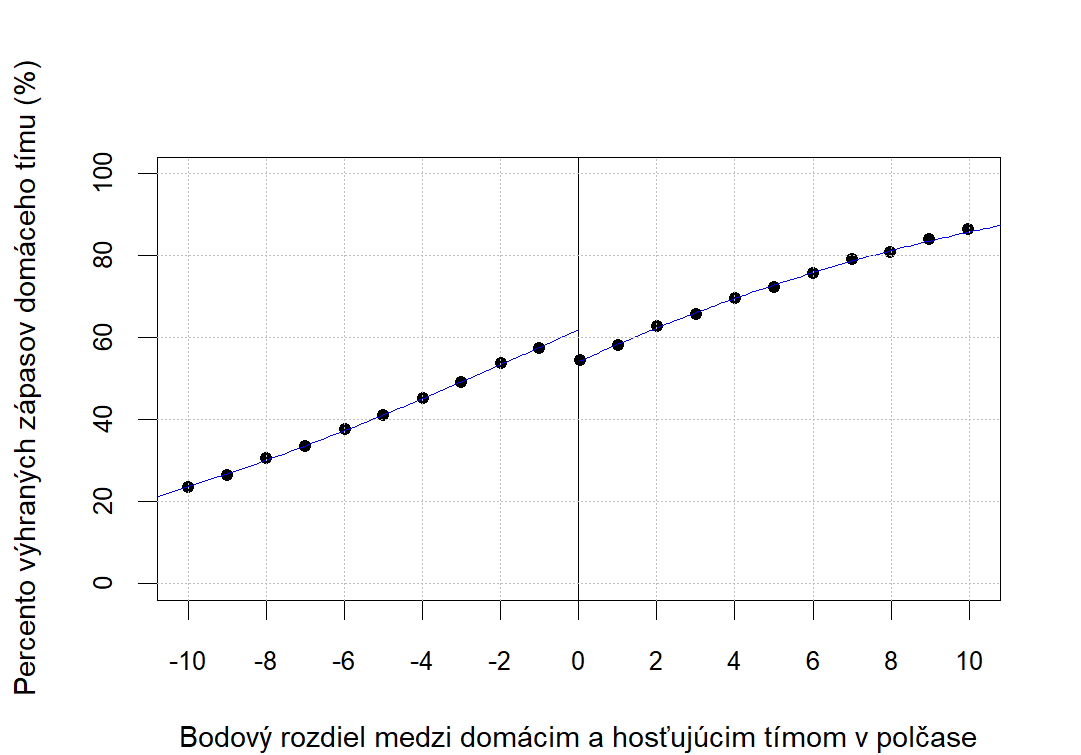 Percento výhraných zápasov domáceho tímu (%)
100
80
60
40
20
0
-10 -8 -6 -4 -2 0 2 4 6 8 10
Bodový rozdiel medzi domácim a hosťujúcim tímom v polčase